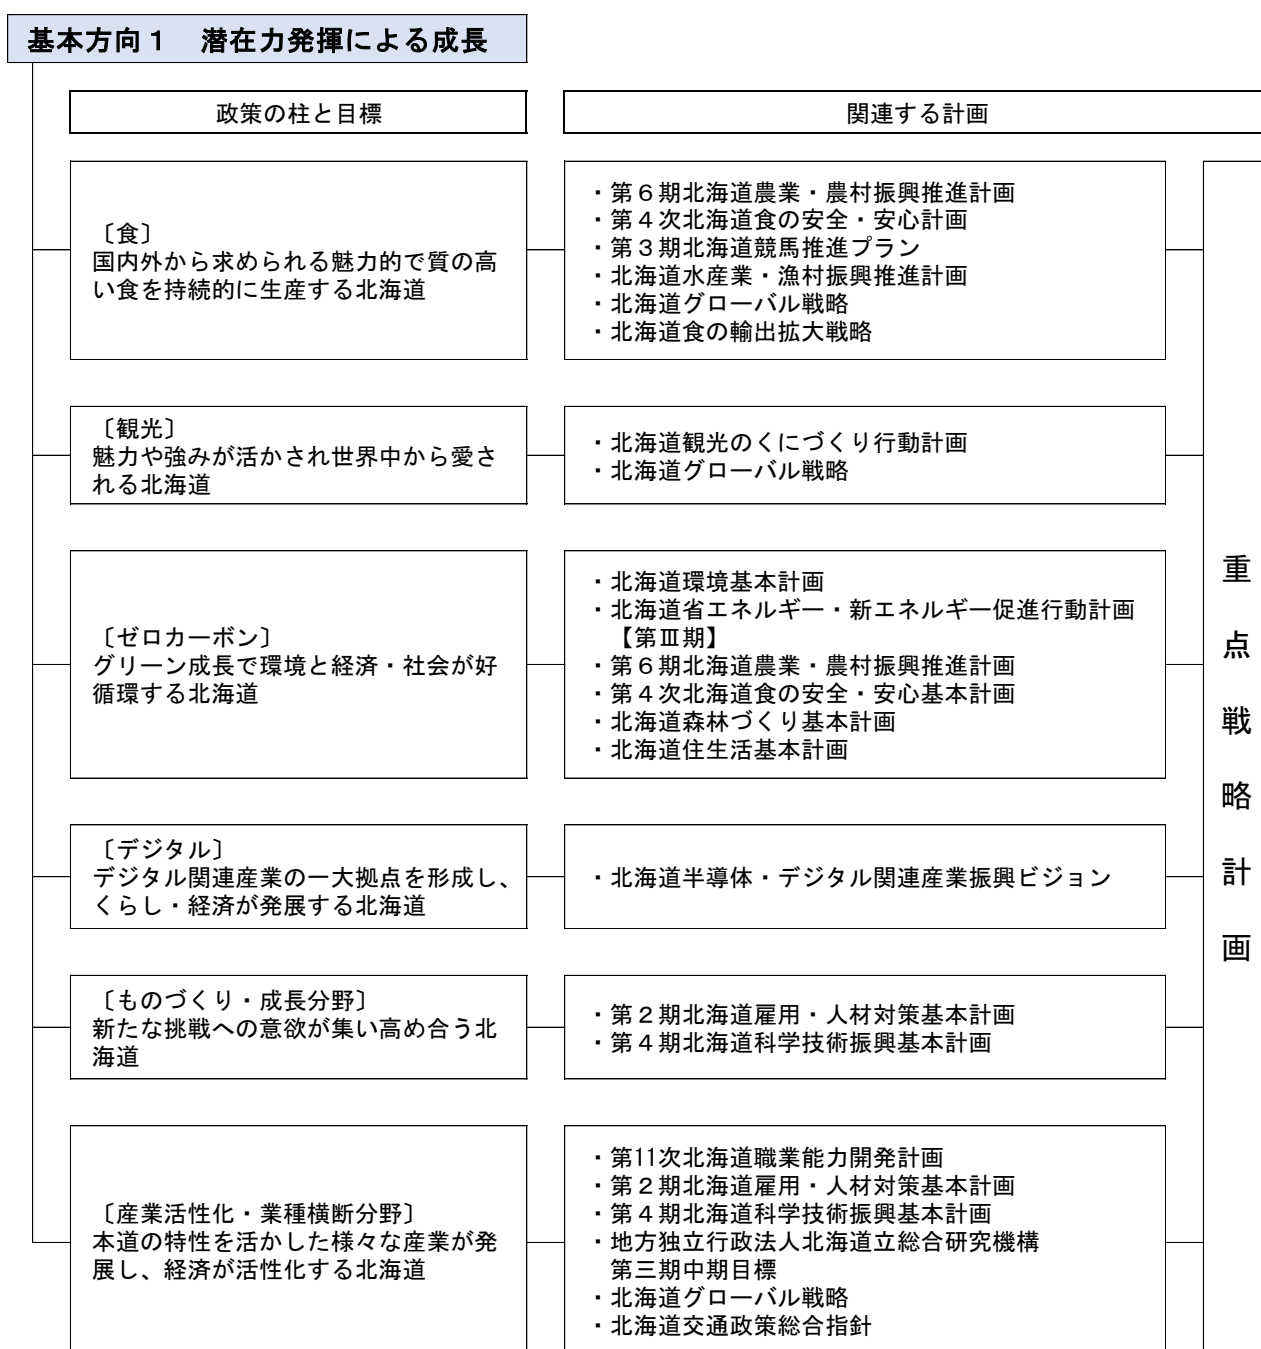 基本方向１　潜在力発揮による成長
政策の柱と目標
関連する計画
〔食〕
国内外から求められる魅力的で質の高
い食を持続的に生産する北海道
・第６期北海道農業・農村振興推進計画
・第４次北海道食の安全・安心計画
・第３期北海道競馬推進プラン
・北海道水産業・漁村振興推進計画
・北海道グローバル戦略
・北海道食の輸出拡大戦略
〔観光〕
魅力や強みが活かされ世界中から愛さ
れる北海道
・北海道観光のくにづくり行動計画
・北海道グローバル戦略
〔ゼロカーボン〕
グリーン成長で環境と経済・社会が好
循環する北海道
・北海道環境基本計画
・北海道省エネルギー・新エネルギー促進行動計画
【第Ⅲ期】
・第６期北海道農業・農村振興推進計画
・第４次北海道食の安全・安心基本計画
・北海道森林づくり基本計画
・北海道住生活基本計画
〔デジタル〕
デジタル関連産業の一大拠点を形成し、
くらし・経済が発展する北海道
・北海道半導体・デジタル関連産業振興ビジョン
〔ものづくり・成長分野〕
新たな挑戦への意欲が集い高め合う北
海道
・第２期北海道雇用・人材対策基本計画
・第４期北海道科学技術振興基本計画
〔産業活性化・業種横断分野〕
本道の特性を活かした様々な産業が発
展し、経済が活性化する北海道
・第11次北海道職業能力開発計画
・第２期北海道雇用・人材対策基本計画
・第４期北海道科学技術振興基本計画
・地方独立行政法人北海道立総合研究機構
第三期中期目標
・北海道グローバル戦略
・北海道交通政策総合指針
重点戦略計画